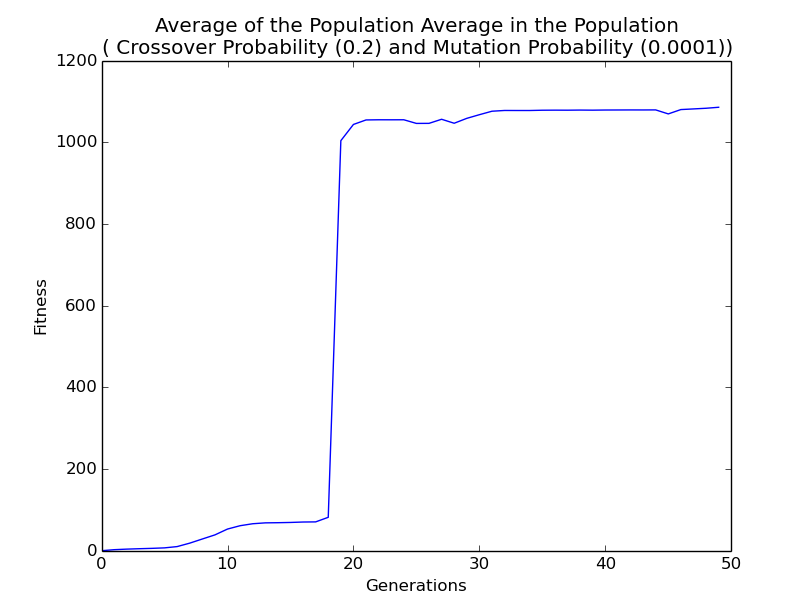 Average of the Population Average in the Population
( Crossover Probability (0.2) and Mutation Probability (0.0001))
1200
1000
800
600
400
200
0
Fitness
0 10 20 30 40 50
Generations